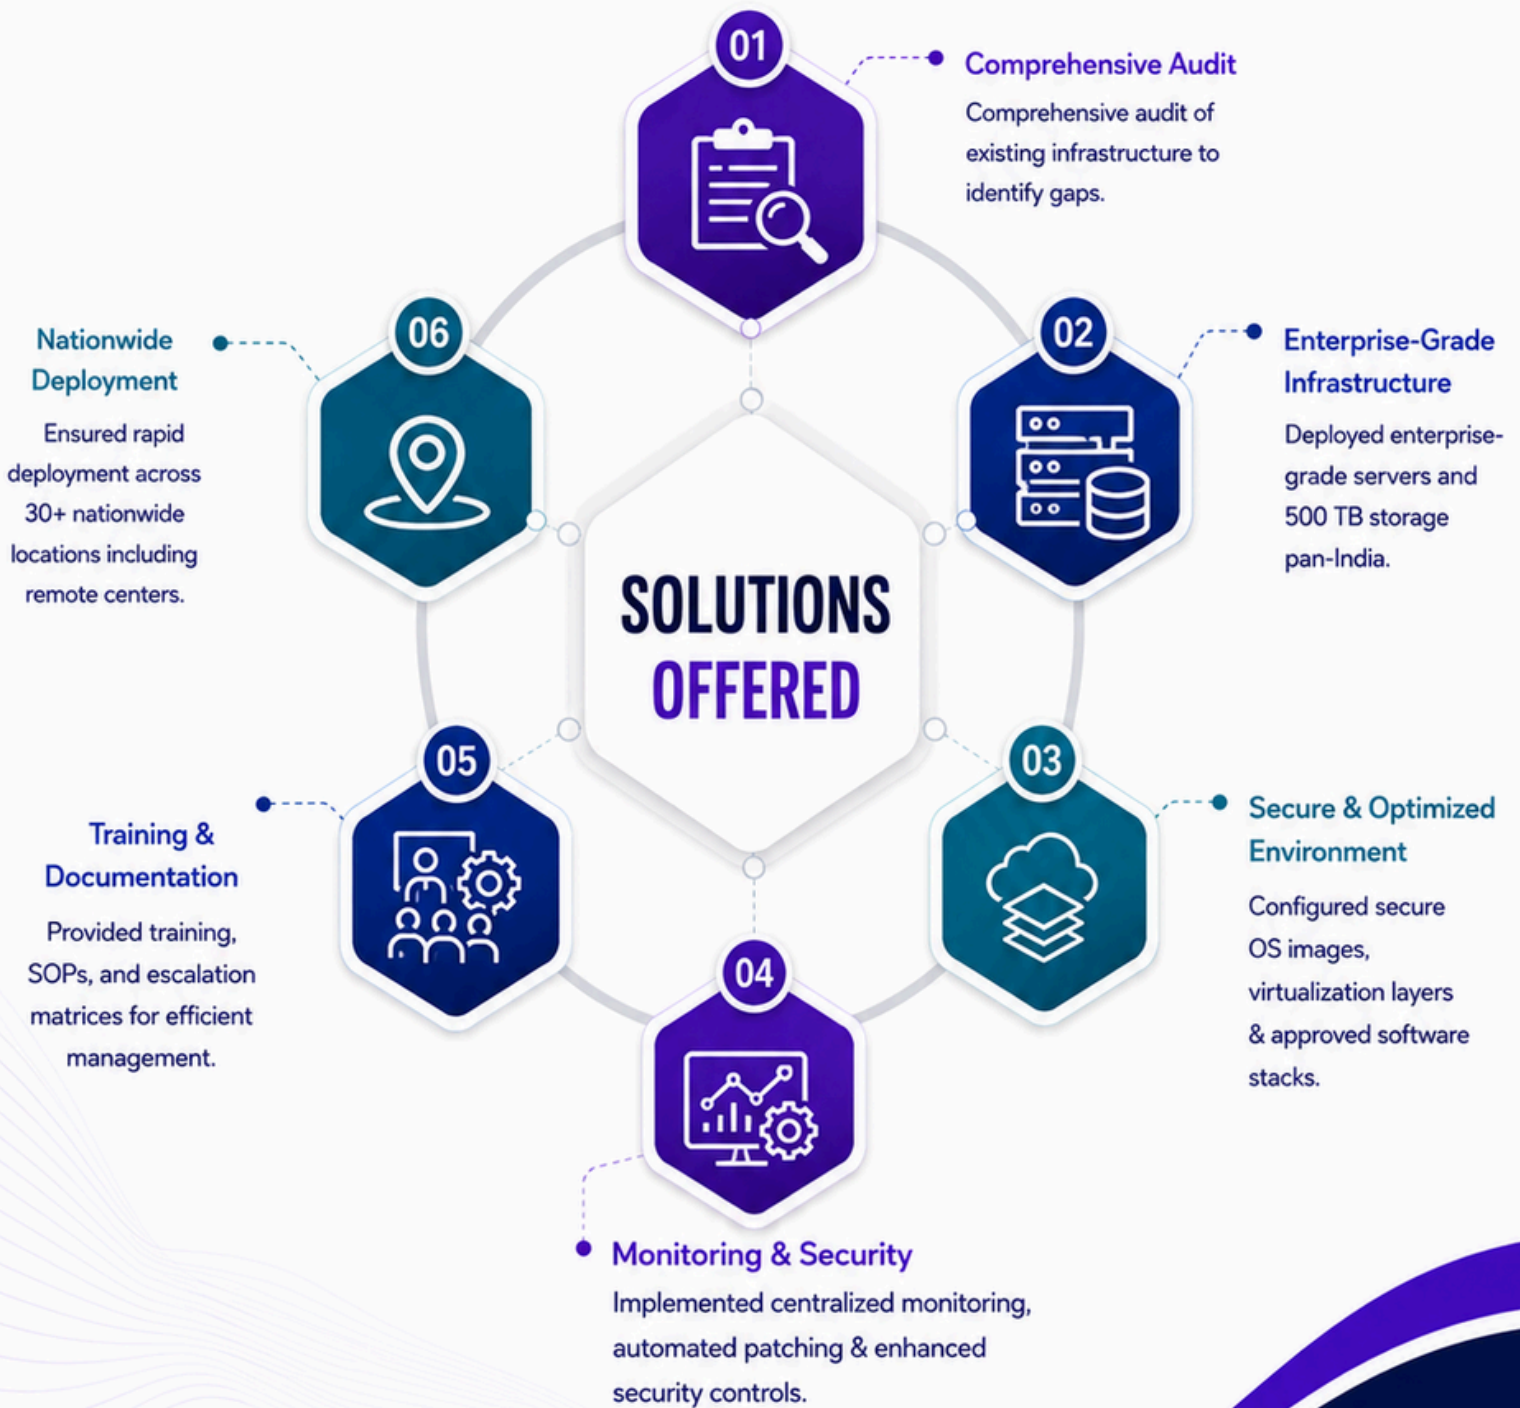 SOLUTIONS
OFFERED
01
Comprehensive Audit
Comprehensive audit of
existing infrastructure to
identify gaps.
02
Enterprise-Grade
Infrastructure
Deployed enterprise-
grade servers and
500 TB storage
pan-India.
03
Secure & Optimized
Environment
Configured secure
OS images,
virtualization layers
& approved software
stacks.
04
Monitoring & Security
Implemented centralized monitoring,
automated patching & enhanced
security controls.
05
Training &
Documentation
Provided training,
SOPs, and escalation
matrices for efficient
management.
06
Nationwide
Deployment
Ensured rapid
deployment across
30+ nationwide
locations including
remote centers.